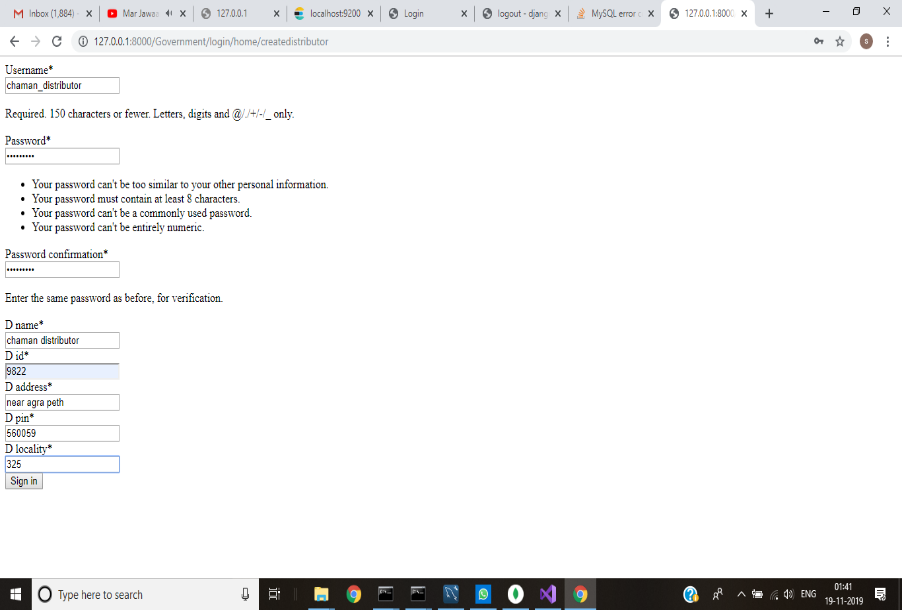 Inbox (1,884)
Mar Jawaa
127.0.0.1
localhost:9200
Login
logout - djang
MySQL error c
127.0.0.1:8000
127.0.0.1:8000/Government/login/home/createdistributor
Username*
chaman_distributor
Required. 150 characters or fewer. Letters, digits and @/./+/-/_ only.
Password*
•••••••••
Your password can't be too similar to your other personal information.
Your password must contain at least 8 characters.
Your password can't be a commonly used password.
Your password can't be entirely numeric.
Password confirmation*
•••••••••
Enter the same password as before, for verification.
D name*
chaman distributor
D id*
9822
D address*
near agra peth
D pin*
560059
D locality*
325
Sign in
Type here to search
ENG
01:41
19-11-2019